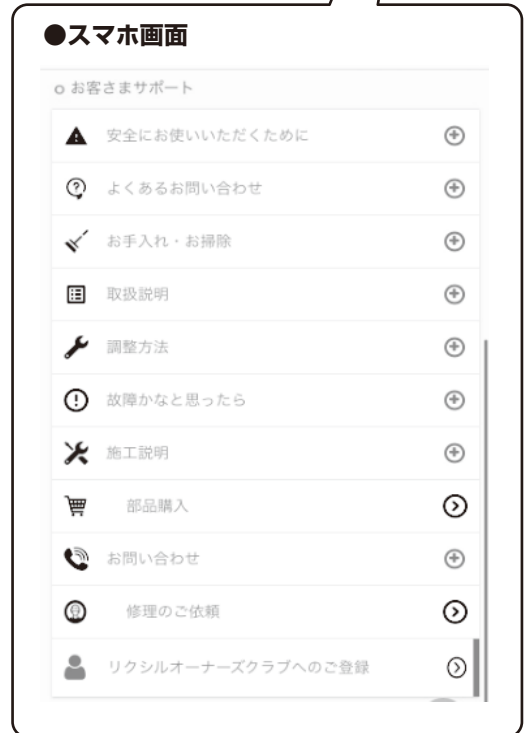 ●スマホ画面
お客さまサポート
安全にお使いいただくために
よくあるお問い合わせ
お手入れ・お掃除
取扱説明
調整方法
故障かなと思ったら
施工説明
部品購入
お問い合わせ
修理のご依頼
リクシルオーナーズクラブへのご登録